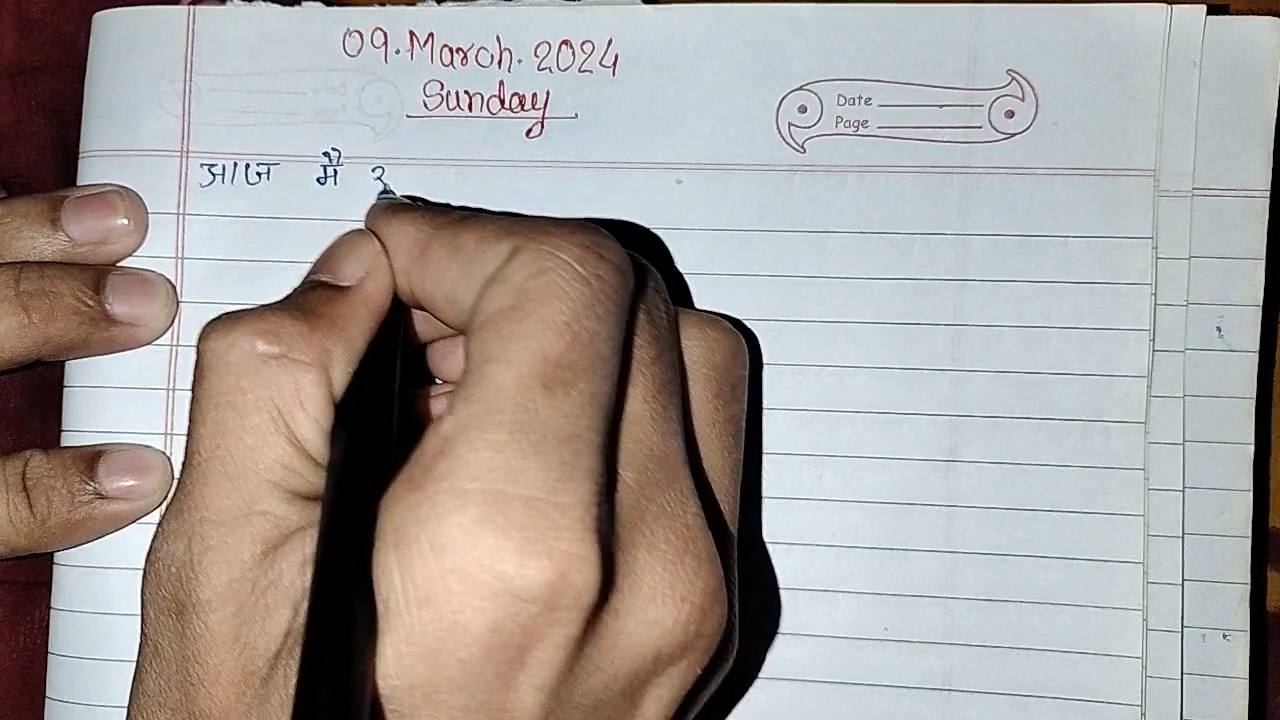 09.March.2024
Sunday
Date
Page
आज मै